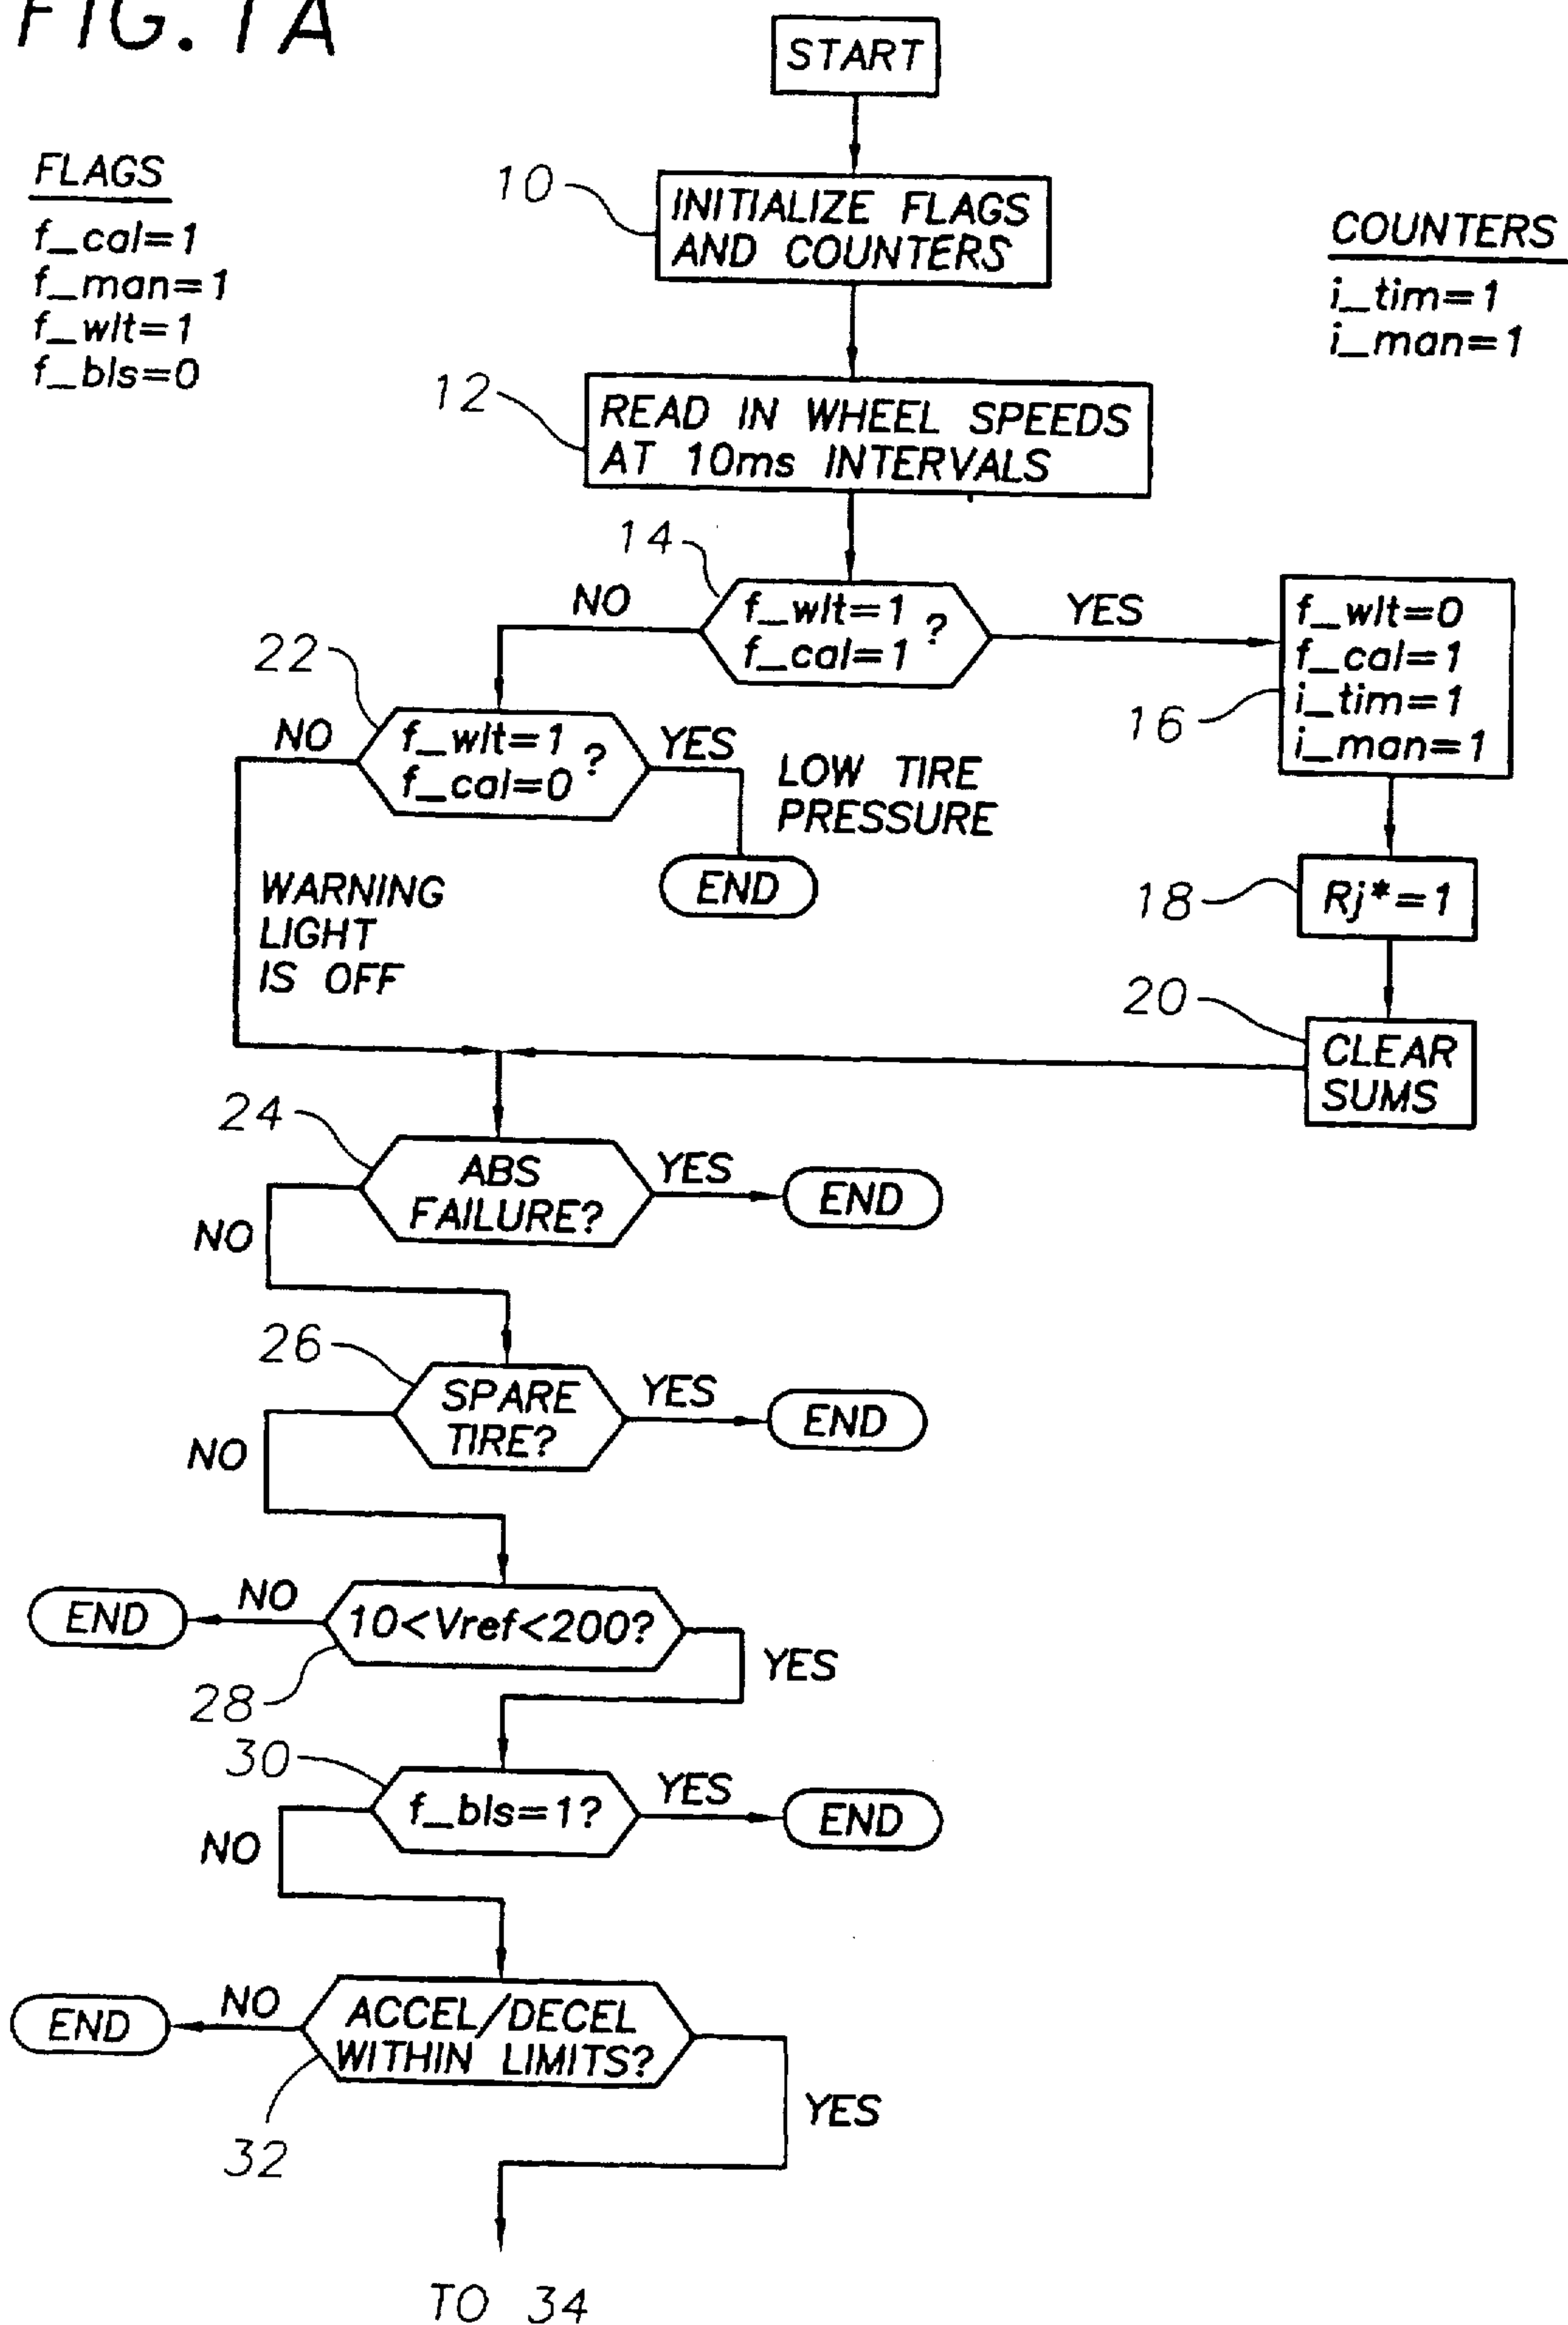 FIG. 1A
START
FLAGS
f_cal=1
f_man=1
f_wlt=1
f_bls=0
10
INITIALIZE FLAGS
AND COUNTERS
COUNTERS
i_tim=1
i_man=1
12
READ IN WHEEL SPEEDS
AT 10ms INTERVALS
14
f_wlt=1
f_cal=1 ?
NO
YES
f_wlt=0
f_cal=1
i_tim=1
i_man=1
16
22
f_wlt=1
f_cal=0 ?
NO
YES
LOW TIRE
PRESSURE
END
WARNING
LIGHT
IS OFF
18
Rj*=1
20
CLEAR
SUMS
24
ABS
FAILURE?
YES
END
NO
26
SPARE
TIRE?
YES
END
NO
END
NO
10<Vref<200?
YES
28
30
f_bls=1?
YES
END
NO
END
NO
ACCEL/DECEL
WITHIN LIMITS?
YES
32
TO 34